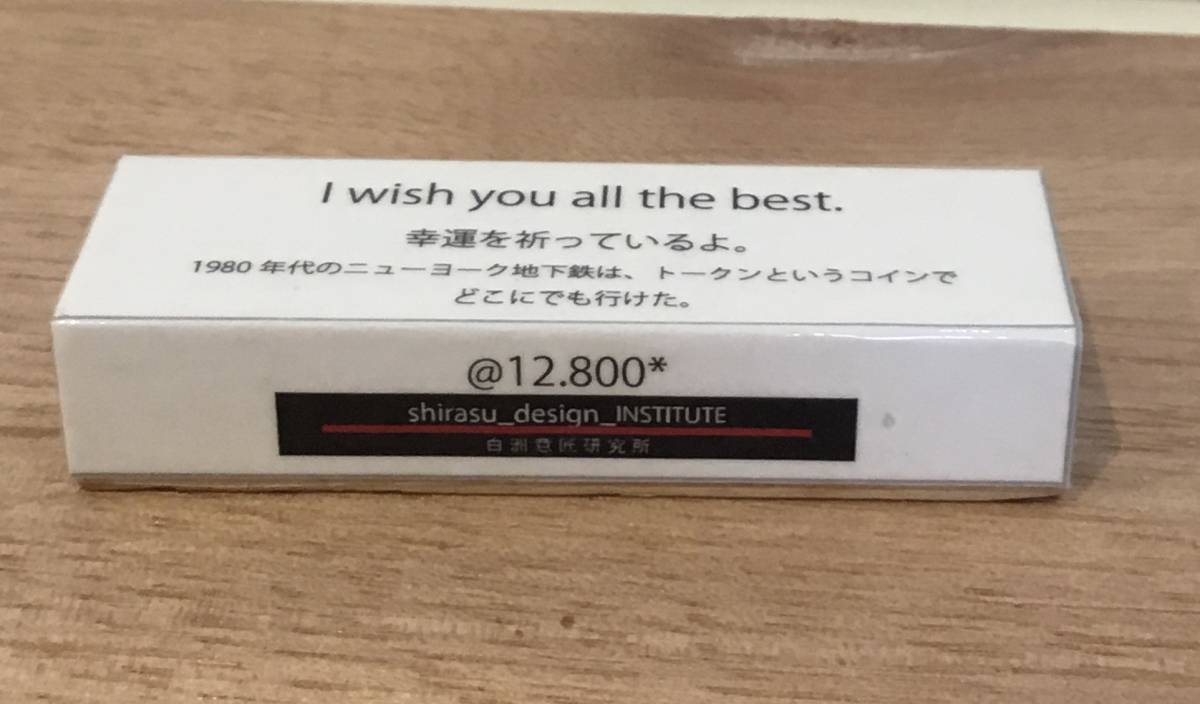 I wish you all the best.
幸運を祈っているよ。
1980 年代のニューヨーク地下鉄は、トークンというコインで
どこにでも行けた。
@12.800*
shirasu_design_INSTITUTE
白洲意匠研究所